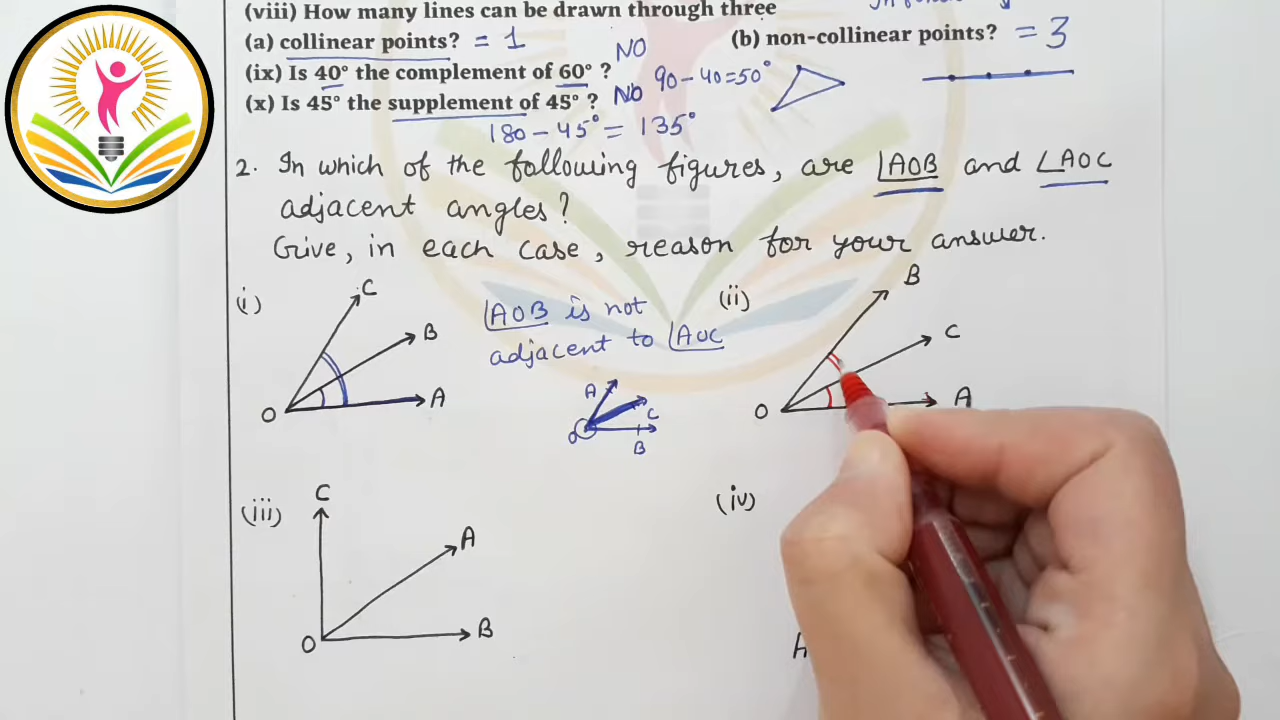 (viii) How many lines can be drawn through three
(a) collinear points? = 1
(b) non-collinear points? = 3
(ix) Is 40° the complement of 60° ? NO 90 - 40 = 50°
(x) Is 45° the supplement of 45° ? NO
180 - 45° = 135°
2. In which of the following figures, are ∠AOB and ∠AOC
adjacent angles?
Give, in each case, reason for your answer.
(i)
C
B
A
O
∠AOB is not
adjacent to ∠AOC
A
C
O
B
(ii)
B
C
A
O
(iii)
C
A
B
O
(iv)